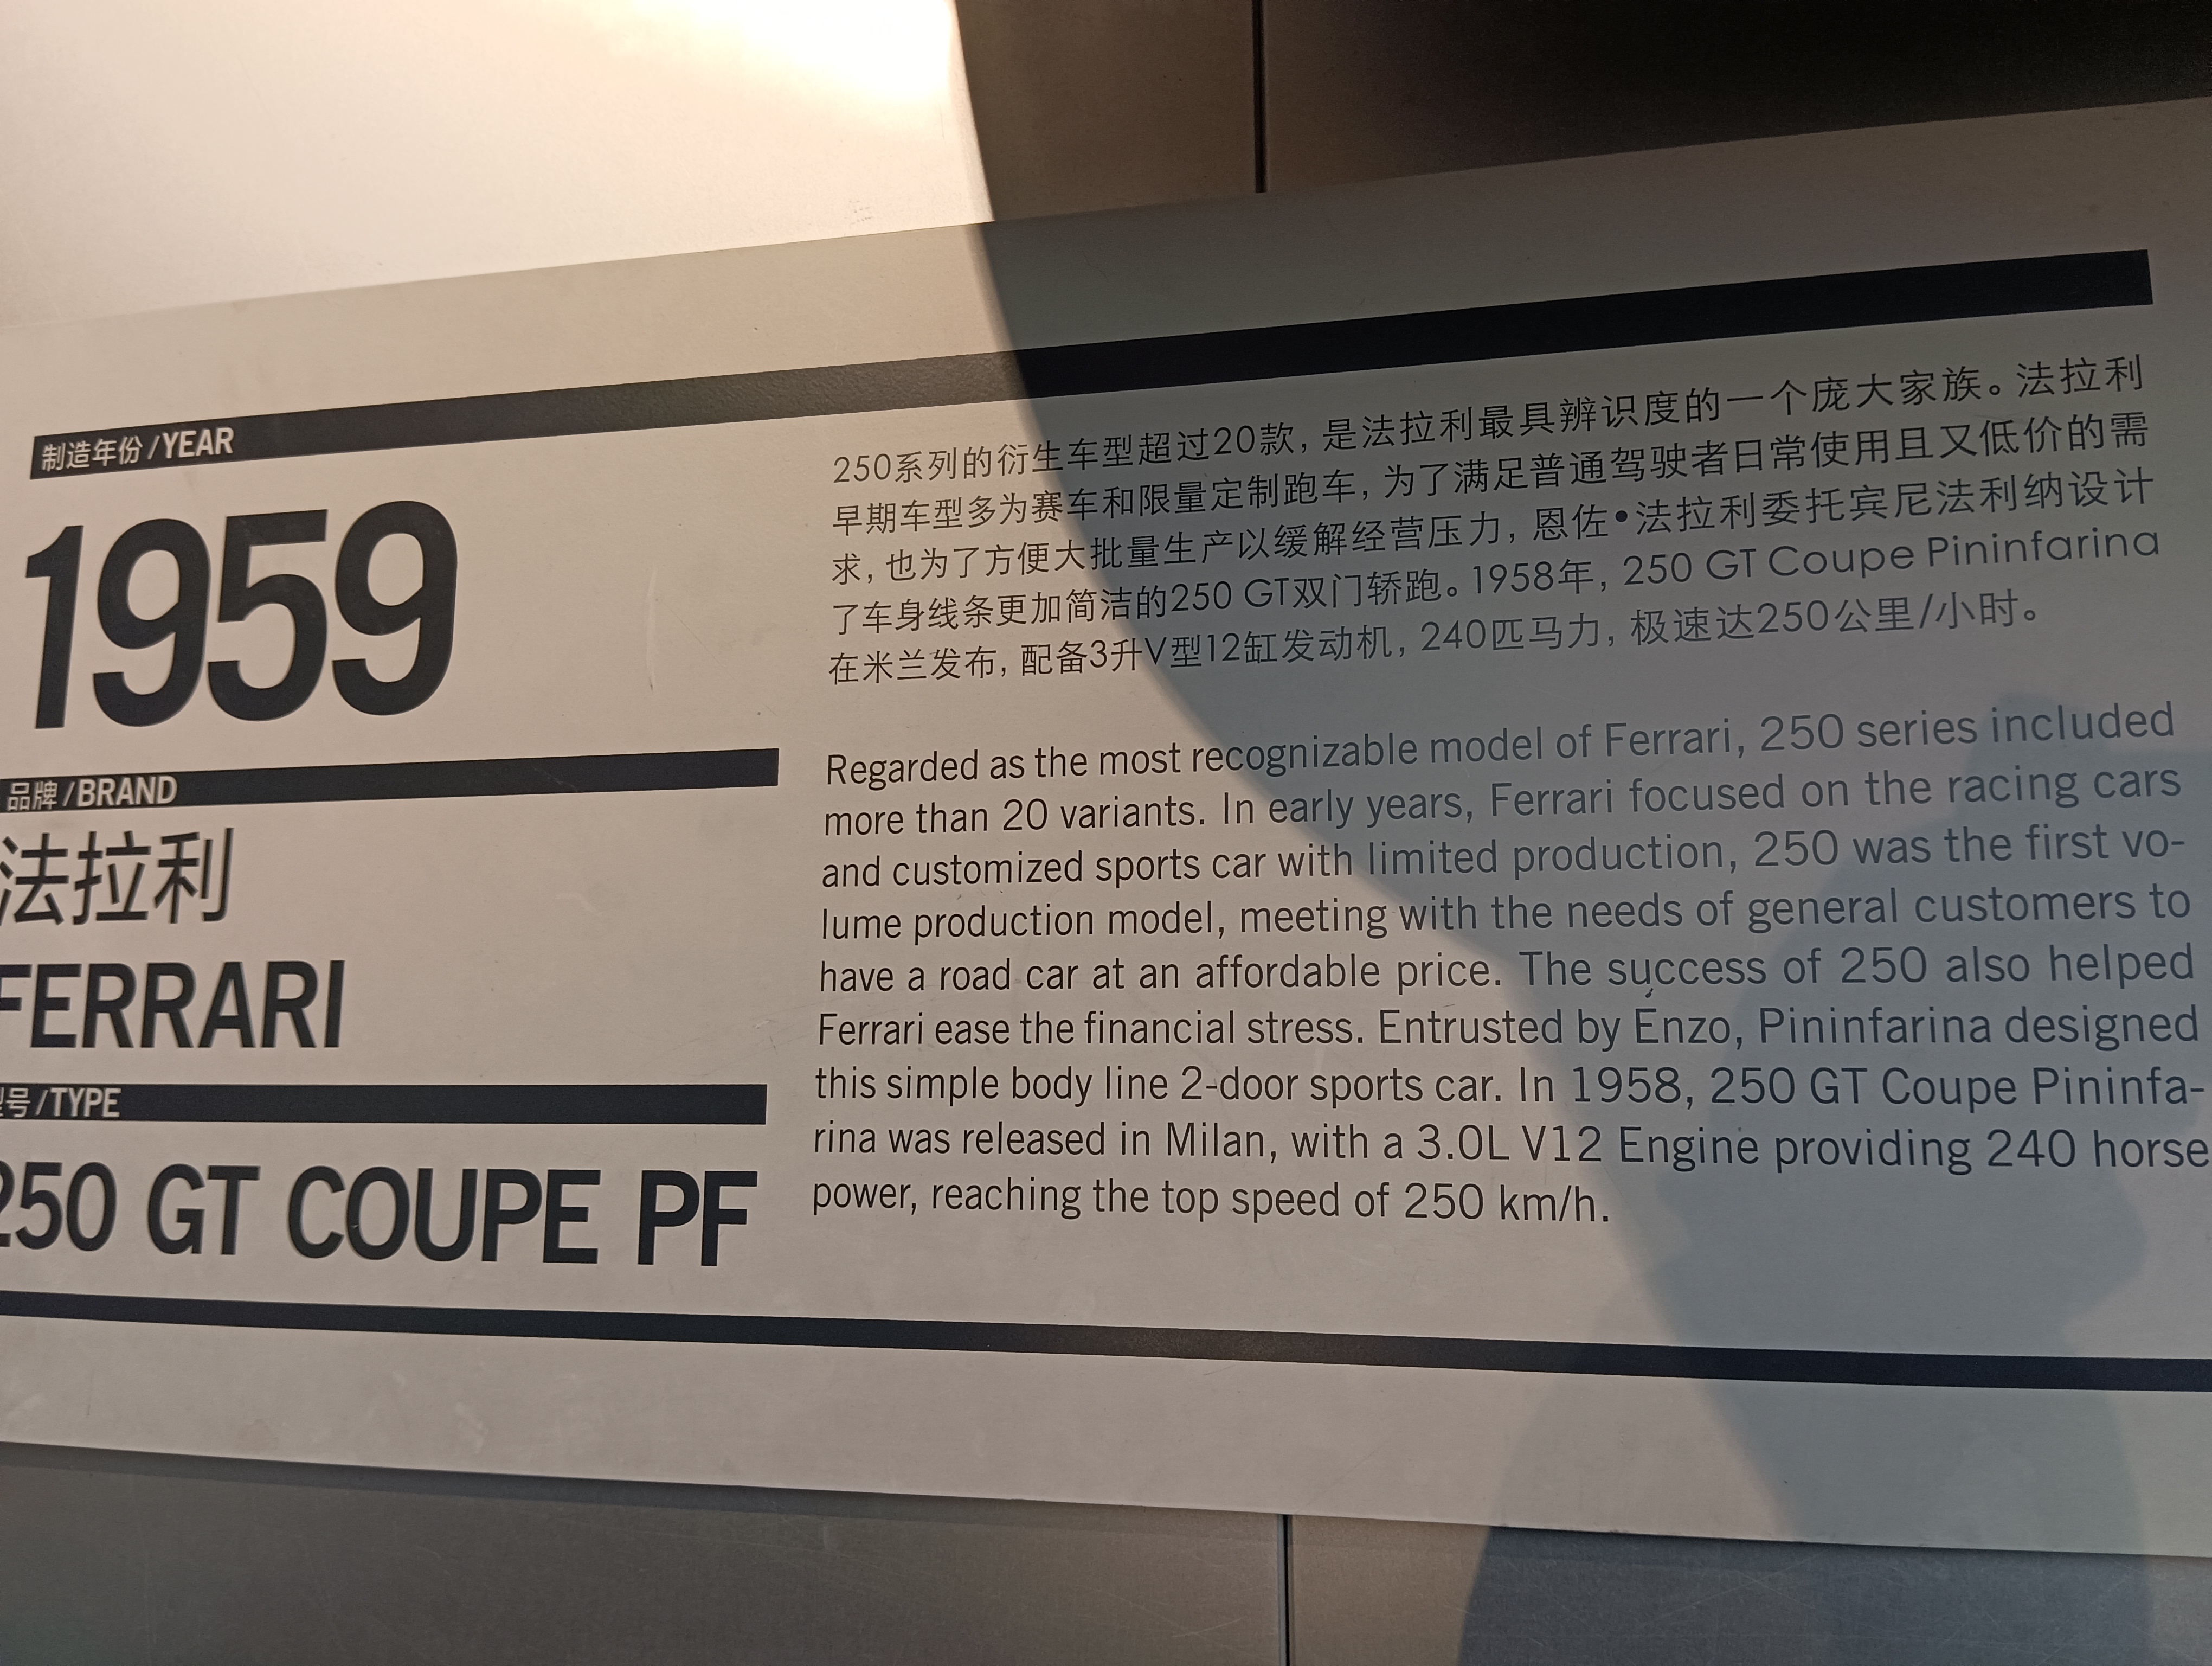 制造年份/YEAR
1959
品牌/BRAND
法拉利
FERRARI
型号/TYPE
250 GT COUPE PF
250系列的衍生车型超过20款，是法拉利最具辨识度的一个庞大家族。法拉利
早期车型多为赛车和限量定制跑车，为了满足普通驾驶者日常使用且又低价的需
求，也为了方便大批量生产以缓解经营压力，恩佐•法拉利委托宾尼法利纳设计
了车身线条更加简洁的250 GT双门轿跑。1958年，250 GT Coupe Pininfarina
在米兰发布，配备3升V型12缸发动机，240匹马力，极速达250公里/小时。
Regarded as the most recognizable model of Ferrari, 250 series included
more than 20 variants. In early years, Ferrari focused on the racing cars
and customized sports car with limited production, 250 was the first vo-
lume production model, meeting with the needs of general customers to
have a road car at an affordable price. The success of 250 also helped
Ferrari ease the financial stress. Entrusted by Enzo, Pininfarina designed
this simple body line 2-door sports car. In 1958, 250 GT Coupe Pininfa-
rina was released in Milan, with a 3.0L V12 Engine providing 240 horse
power, reaching the top speed of 250 km/h.